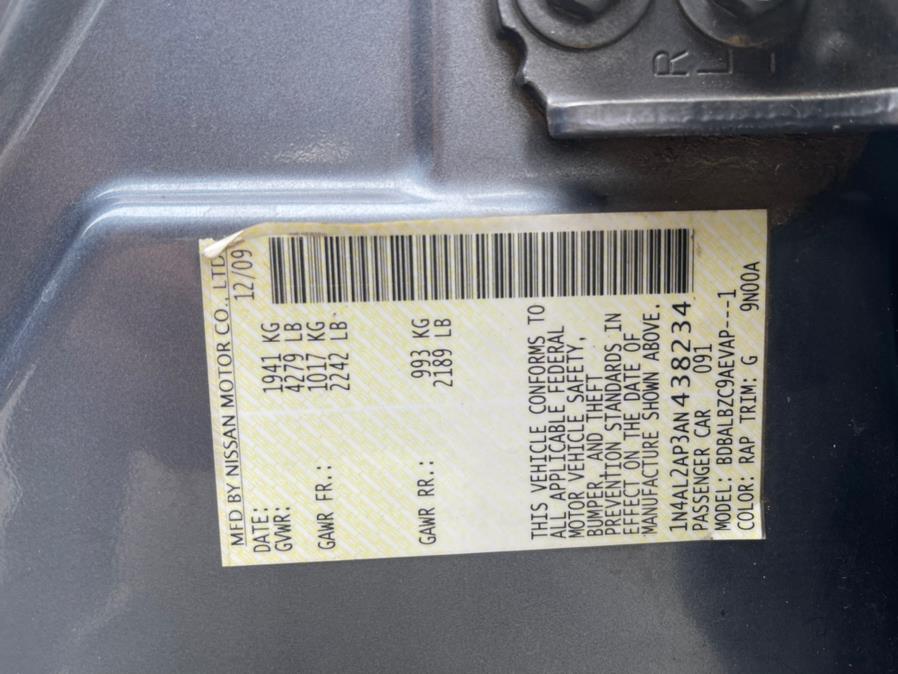 MFD BY NISSAN MOTOR CO., LTD
DATE: 12/09
GVWR: 1941 KG
4279 LB
GAWR FR.: 1017 KG
2242 LB
GAWR RR.: 993 KG
2189 LB
THIS VEHICLE CONFORMS TO
ALL APPLICABLE FEDERAL
MOTOR VEHICLE SAFETY,
BUMPER, AND THEFT
PREVENTION STANDARDS IN
EFFECT ON THE DATE OF
MANUFACTURE SHOWN ABOVE.
1N4AL2AP3AN438234
PASSENGER CAR 091
MODEL: BDBALBZC9AEVAP---1
COLOR: RAP TRIM: G 9N00A
R
L